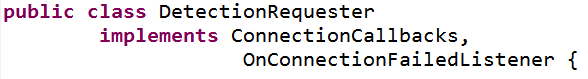 public class DetectionRequester
implements ConnectionCallbacks,
OnConnectionFailedListener {